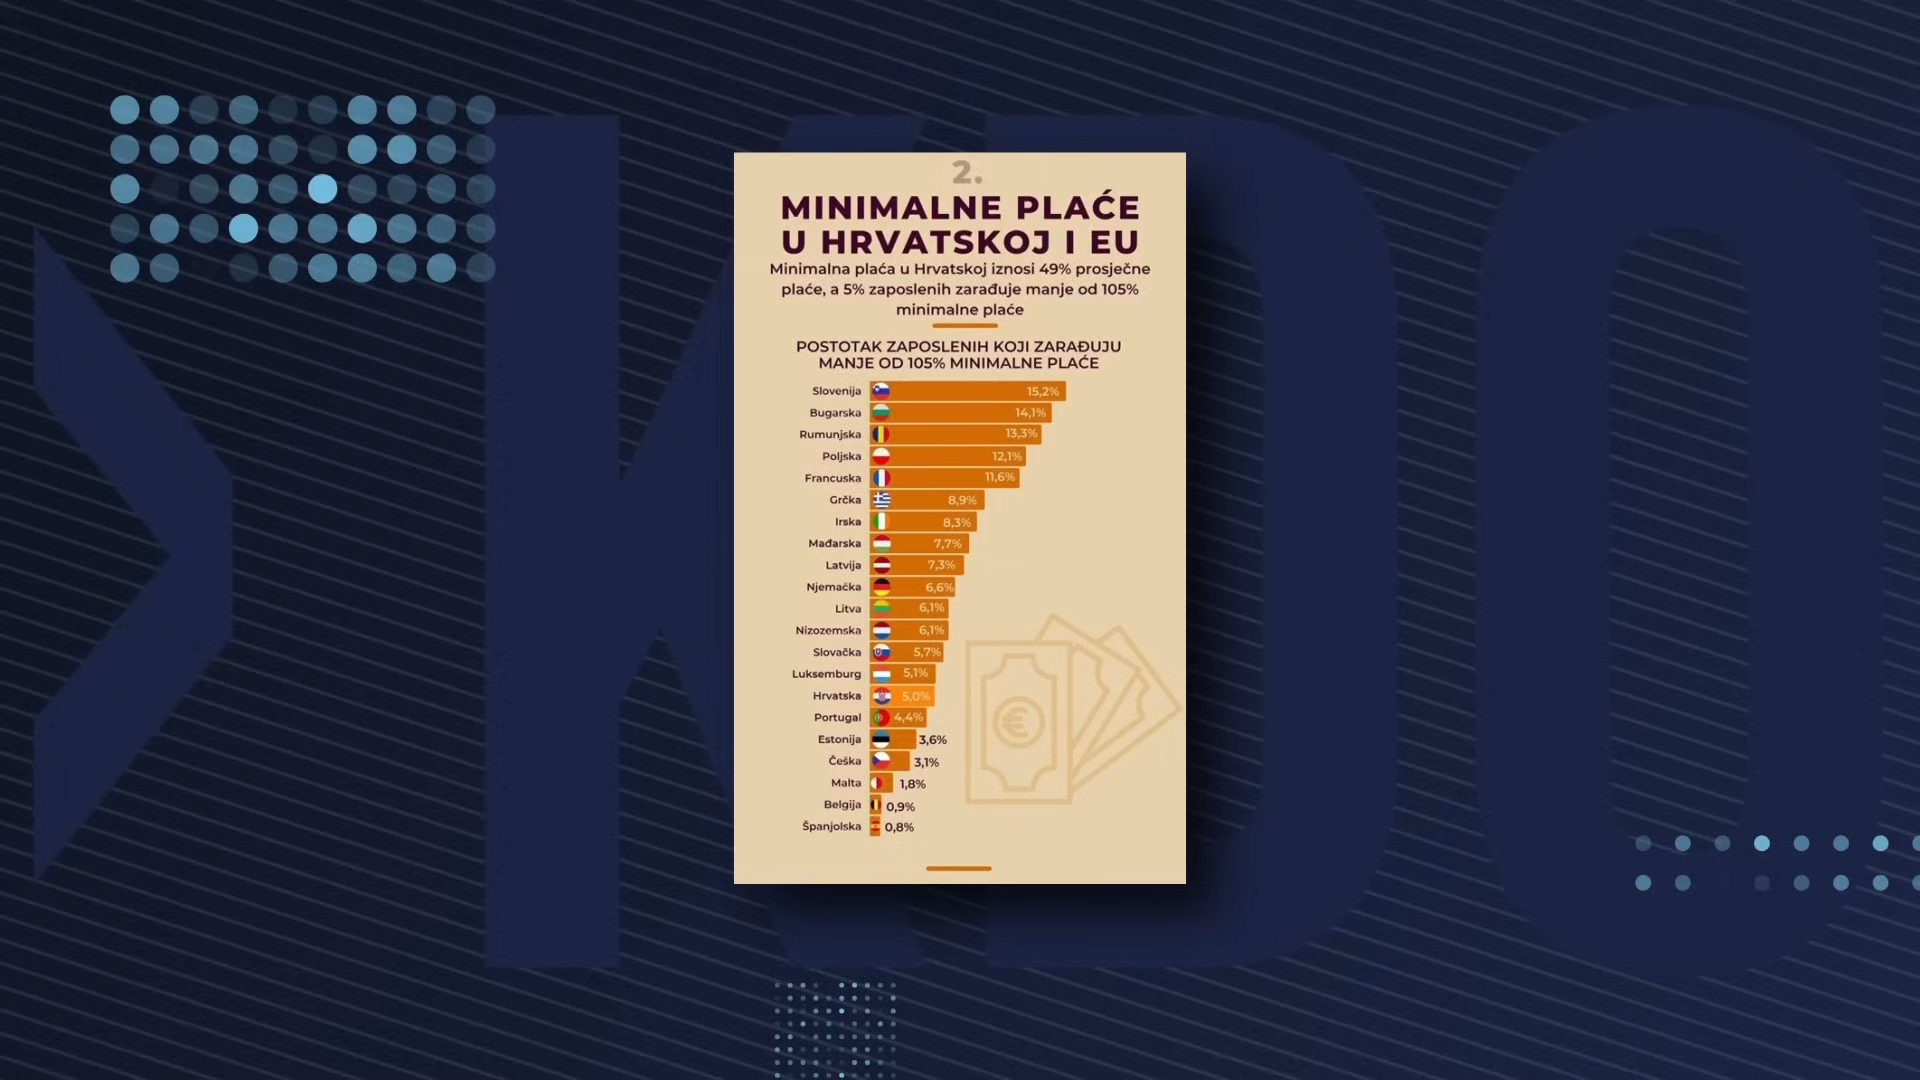 2.
MINIMALNE PLAĆE
U HRVATSKOJ I EU
Minimalna plaća u Hrvatskoj iznosi 49% prosječne
plaće, a 5% zaposlenih zarađuje manje od 105%
minimalne plaće
POSTOTAK ZAPOSLENIH KOJI ZARAĐUJU
MANJE OD 105% MINIMALNE PLAĆE
Slovenija 15,2%
Bugarska 14,1%
Rumunjska 13,3%
Poljska 12,1%
Francuska 11,6%
Grčka 8,9%
Irska 8,3%
Mađarska 7,7%
Latvija 7,3%
Njemačka 6,6%
Litva 6,1%
Nizozemska 6,1%
Slovačka 5,7%
Luksemburg 5,1%
Hrvatska 5,0%
Portugal 4,4%
Estonija 3,6%
Češka 3,1%
Malta 1,8%
Belgija 0,9%
Španjolska 0,8%